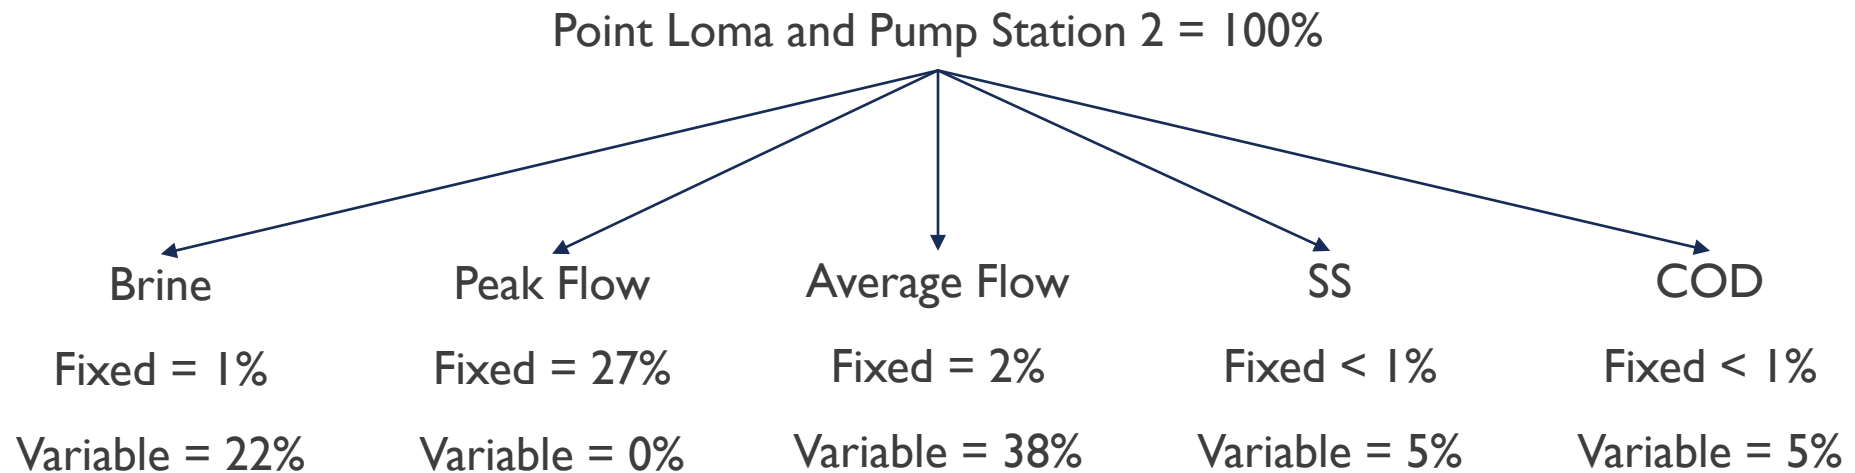 Point Loma and Pump Station 2 = 100%
Brine
Fixed = 1%
Variable = 22%
Peak Flow
Fixed = 27%
Variable = 0%
Average Flow
Fixed = 2%
Variable = 38%
SS
Fixed < 1%
Variable = 5%
COD
Fixed < 1%
Variable = 5%